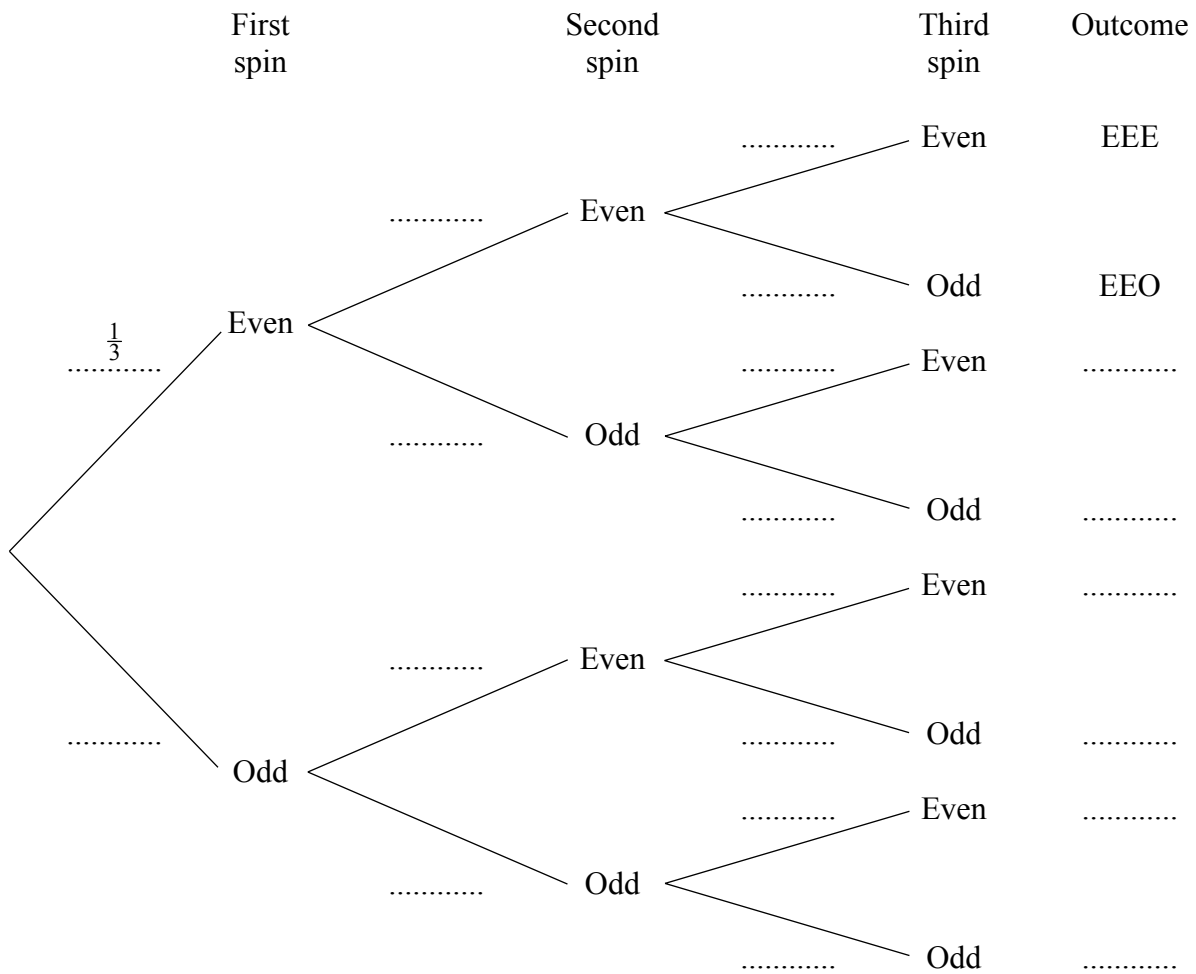 First spin Second spin Third spin Outcome
............ Even EEE
............ Even
............ Odd EEO
1/3
............ Even
............ Even ............
............ Odd
............ Odd ............
............ Even ............
............ Even
............ Odd ............
............ Odd
............ Even ............
............ Odd
............ Odd ............